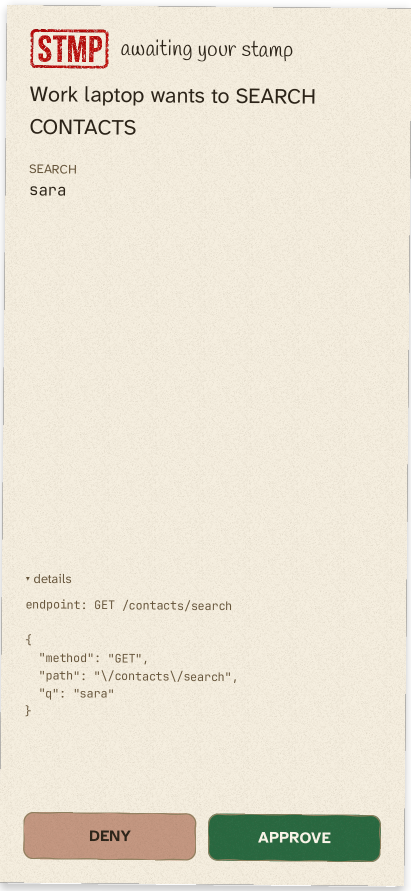 STMP awaiting your stamp
Work laptop wants to SEARCH
CONTACTS
SEARCH
sara
▾ details
endpoint: GET /contacts/search
{
  "method": "GET",
  "path": "\/contacts\/search",
  "q": "sara"
}
DENY APPROVE